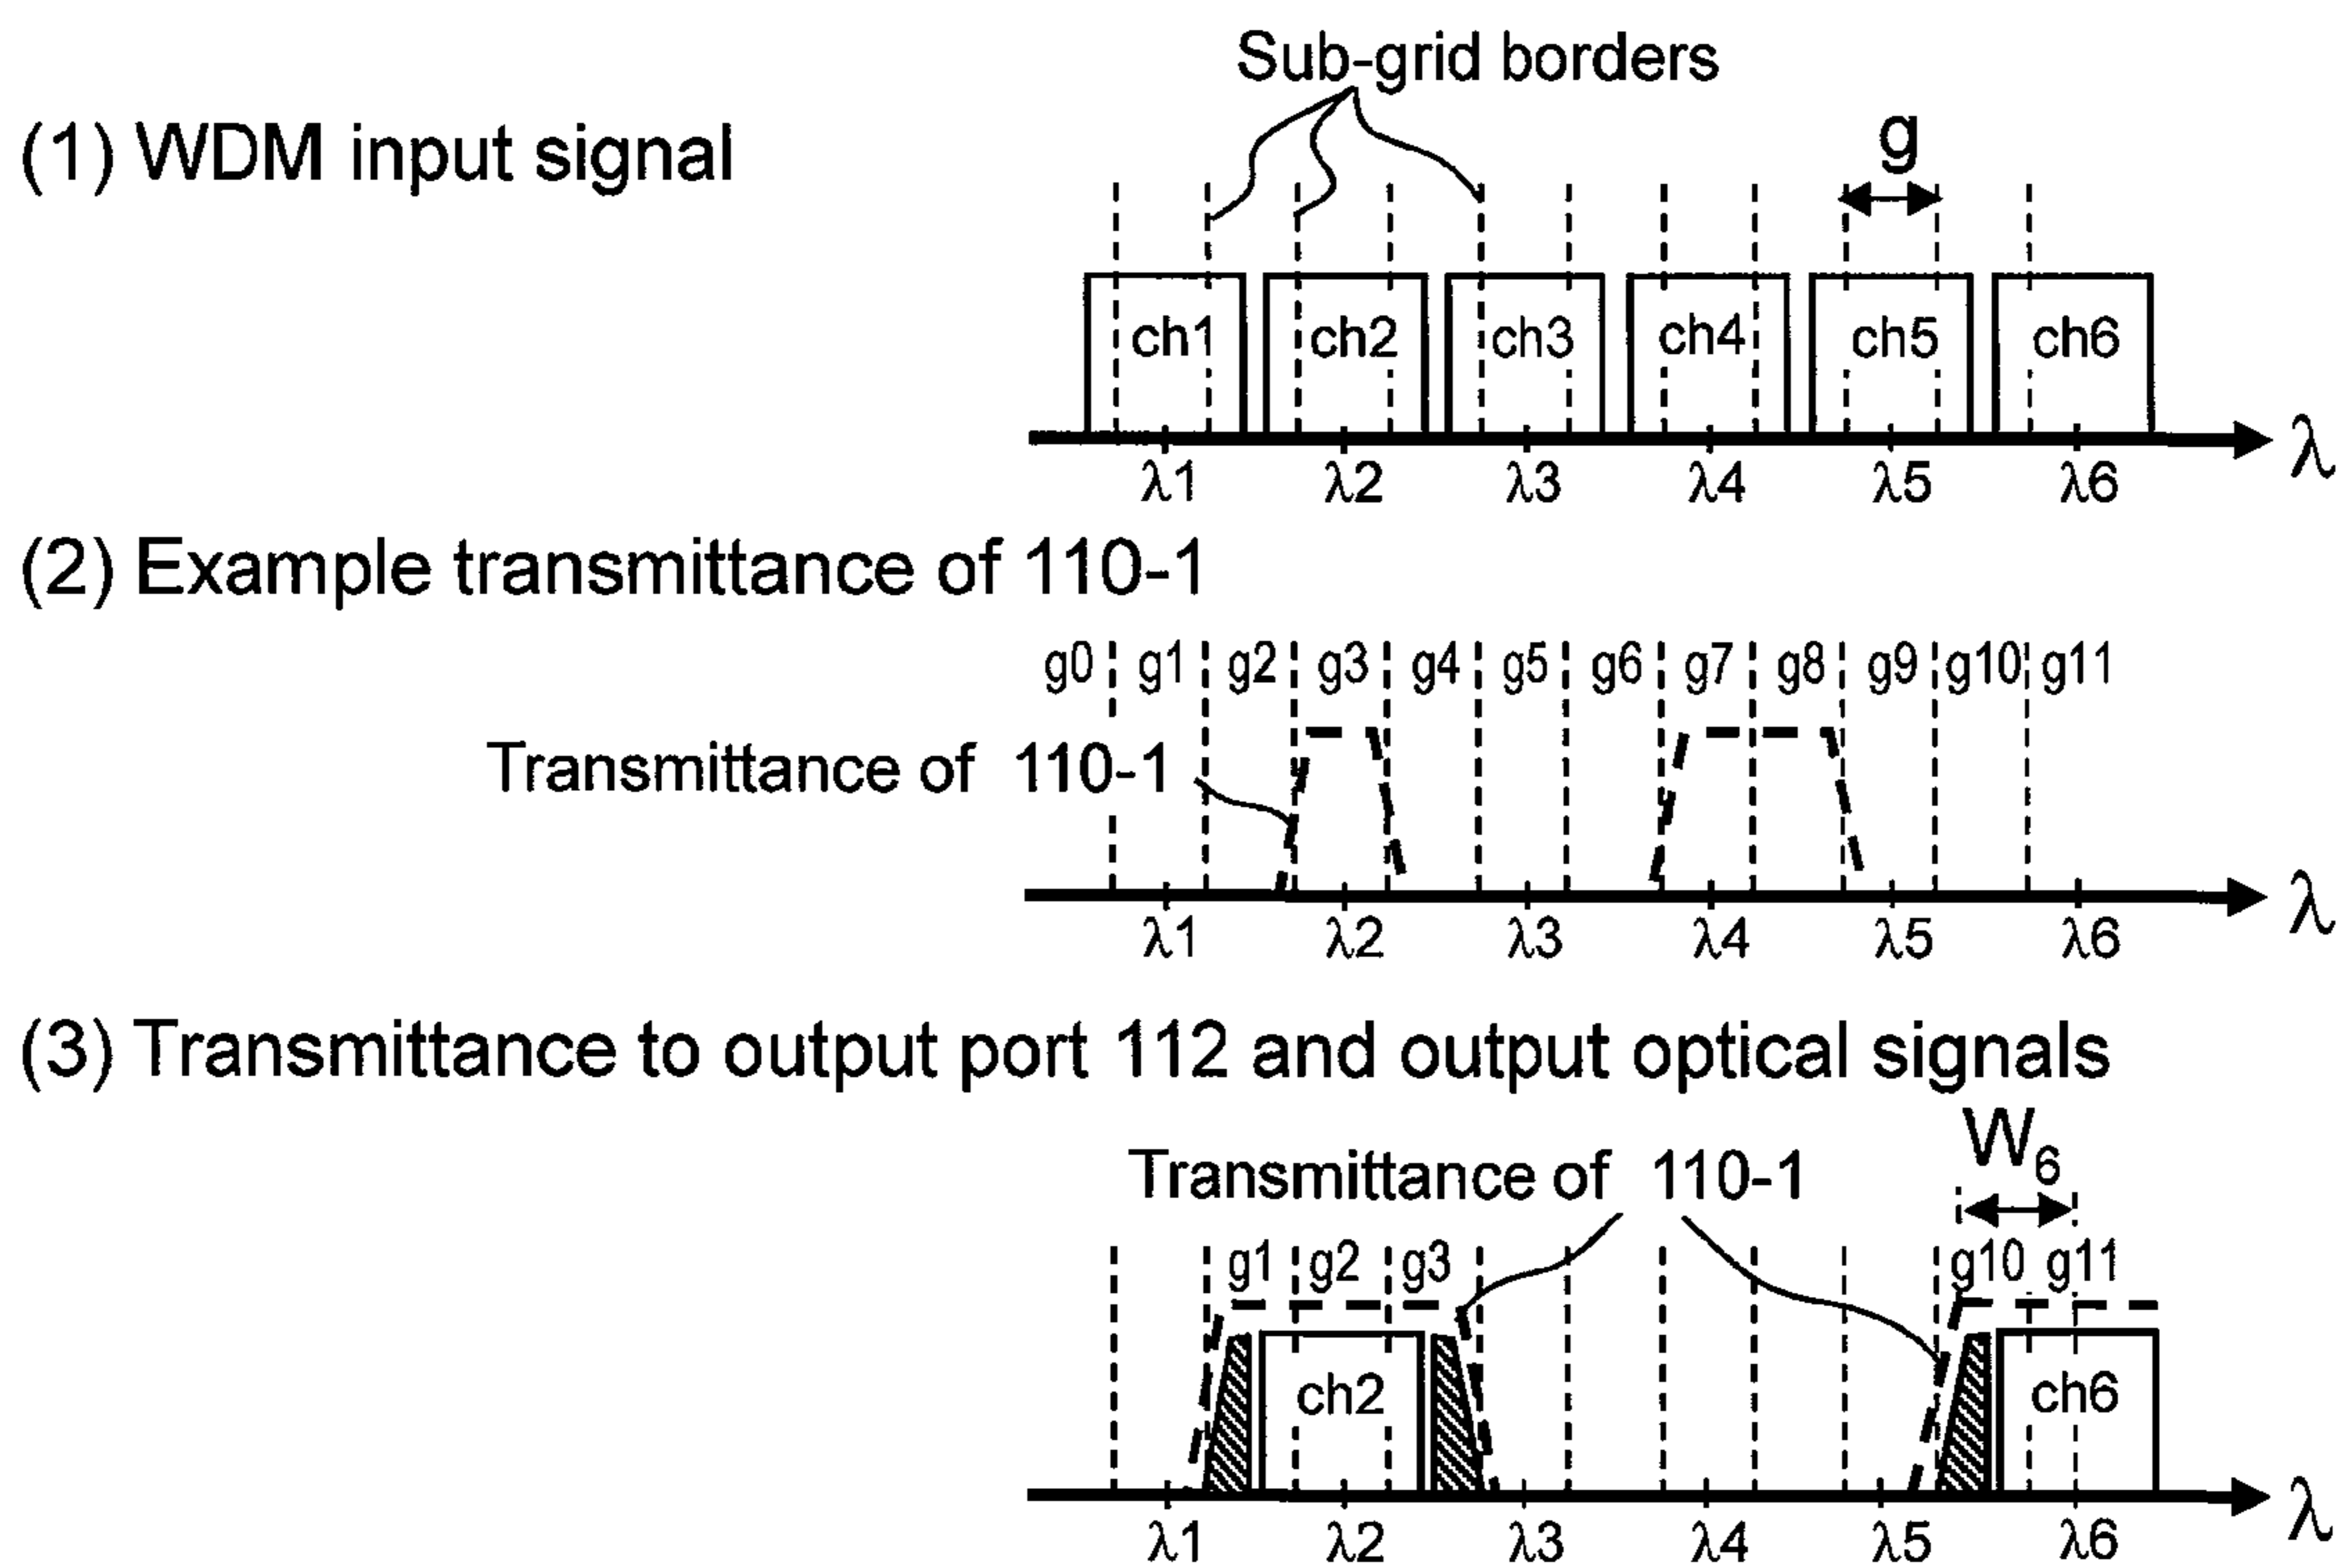 Sub-grid borders
(1) WDM input signal
g
ch1 ch2 ch3 ch4 ch5 ch6
λ
λ1 λ2 λ3 λ4 λ5 λ6
(2) Example transmittance of 110-1
g0 g1 g2 g3 g4 g5 g6 g7 g8 g9 g10 g11
Transmittance of 110-1
λ
λ1 λ2 λ3 λ4 λ5 λ6
(3) Transmittance to output port 112 and output optical signals
W6
Transmittance of 110-1
g1 g2 g3 g10 g11
ch2 ch6
λ
λ1 λ2 λ3 λ4 λ5 λ6